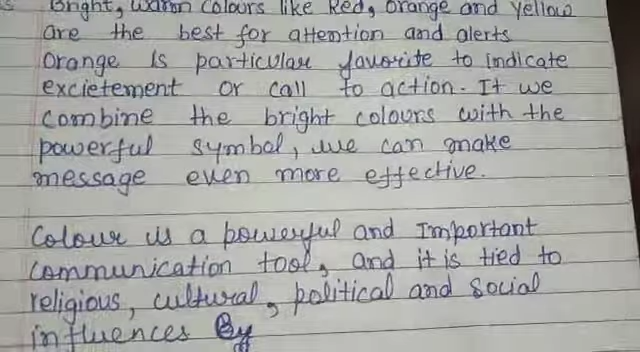 Bright, warm colours like Red, orange and yellow
are the best for attention and alerts
orange is particular favorite to indicate
excietement or call to action. It we
combine the bright colours with the
powerful symbol, we can make
message even more effective.
Colour is a powerful and Important
communication tool, and it is tied to
religious, cultural, political and social
influences By